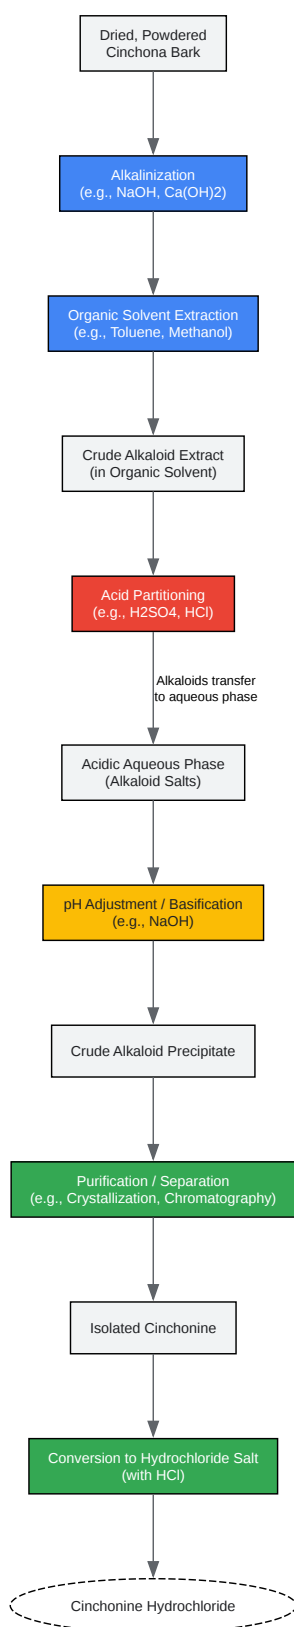 Dried, Powdered
Cinchona Bark
Alkalinization
(e.g., NaOH, Ca(OH)2)
Organic Solvent Extraction
(e.g., Toluene, Methanol)
Crude Alkaloid Extract
(in Organic Solvent)
Acid Partitioning
(e.g., H2SO4, HCl)
Alkaloids transfer
to aqueous phase
Acidic Aqueous Phase
(Alkaloid Salts)
pH Adjustment / Basification
(e.g., NaOH)
Crude Alkaloid Precipitate
Purification / Separation
(e.g., Crystallization, Chromatography)
Isolated Cinchonine
Conversion to Hydrochloride Salt
(with HCl)
Cinchonine Hydrochloride